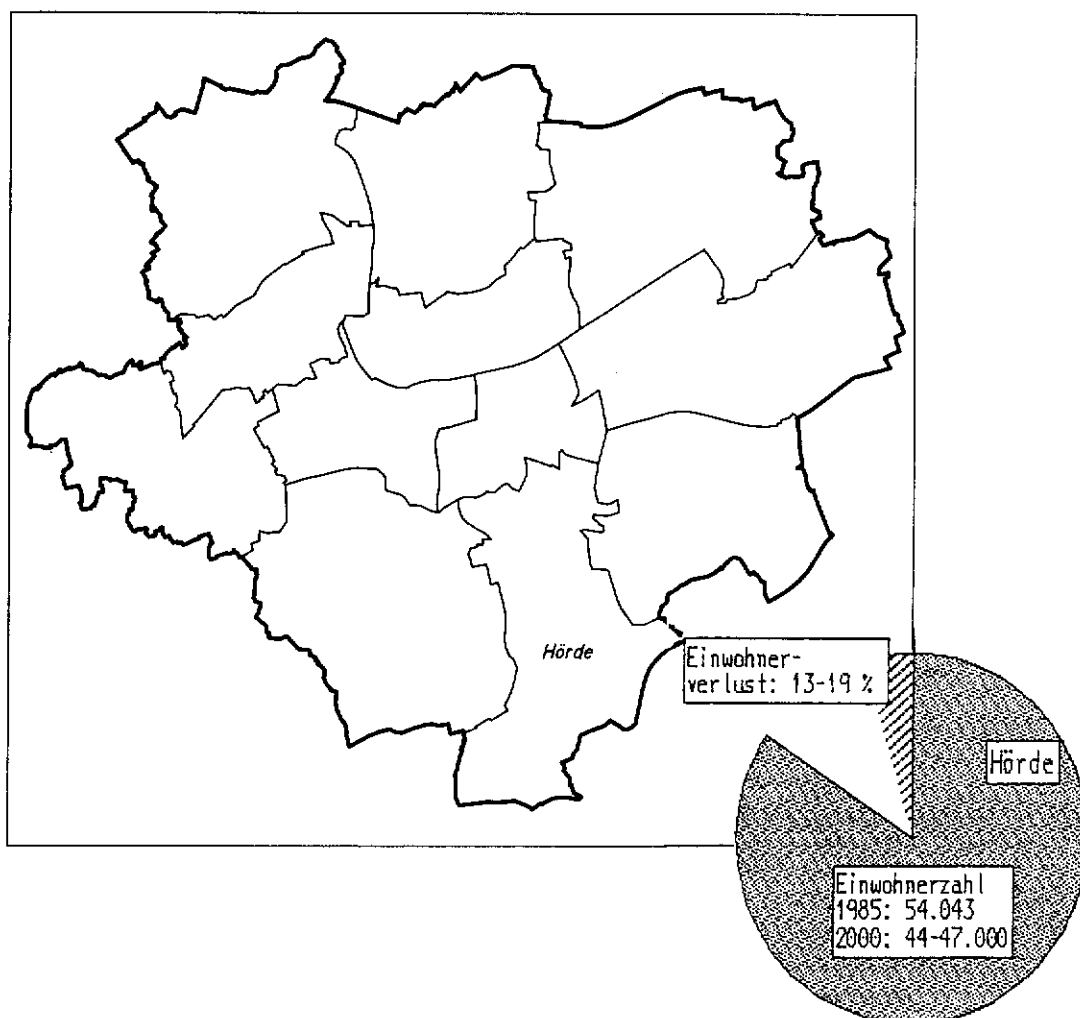 Hörde
Einwohner-
verlust: 13-19 %
Hörde
Einwohnerzahl
1985: 54.043
2000: 44-47.000